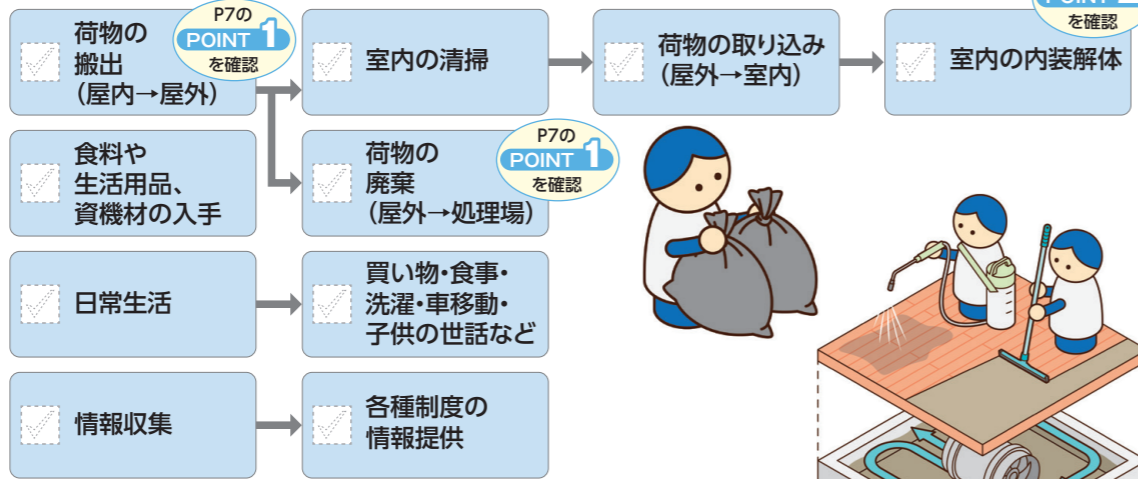 荷物の
搬出
(屋内→屋外)
P7の
POINT 1
を確認
室内の清掃
荷物の取り込み
(屋外→室内)
室内の内装解体
POINT
を確認
食料や
生活用品、
資機材の入手
荷物の
廃棄
(屋外→処理場)
P7の
POINT 1
を確認
日常生活
買い物・食事・
洗濯・車移動・
子供の世話など
情報収集
各種制度の
情報提供